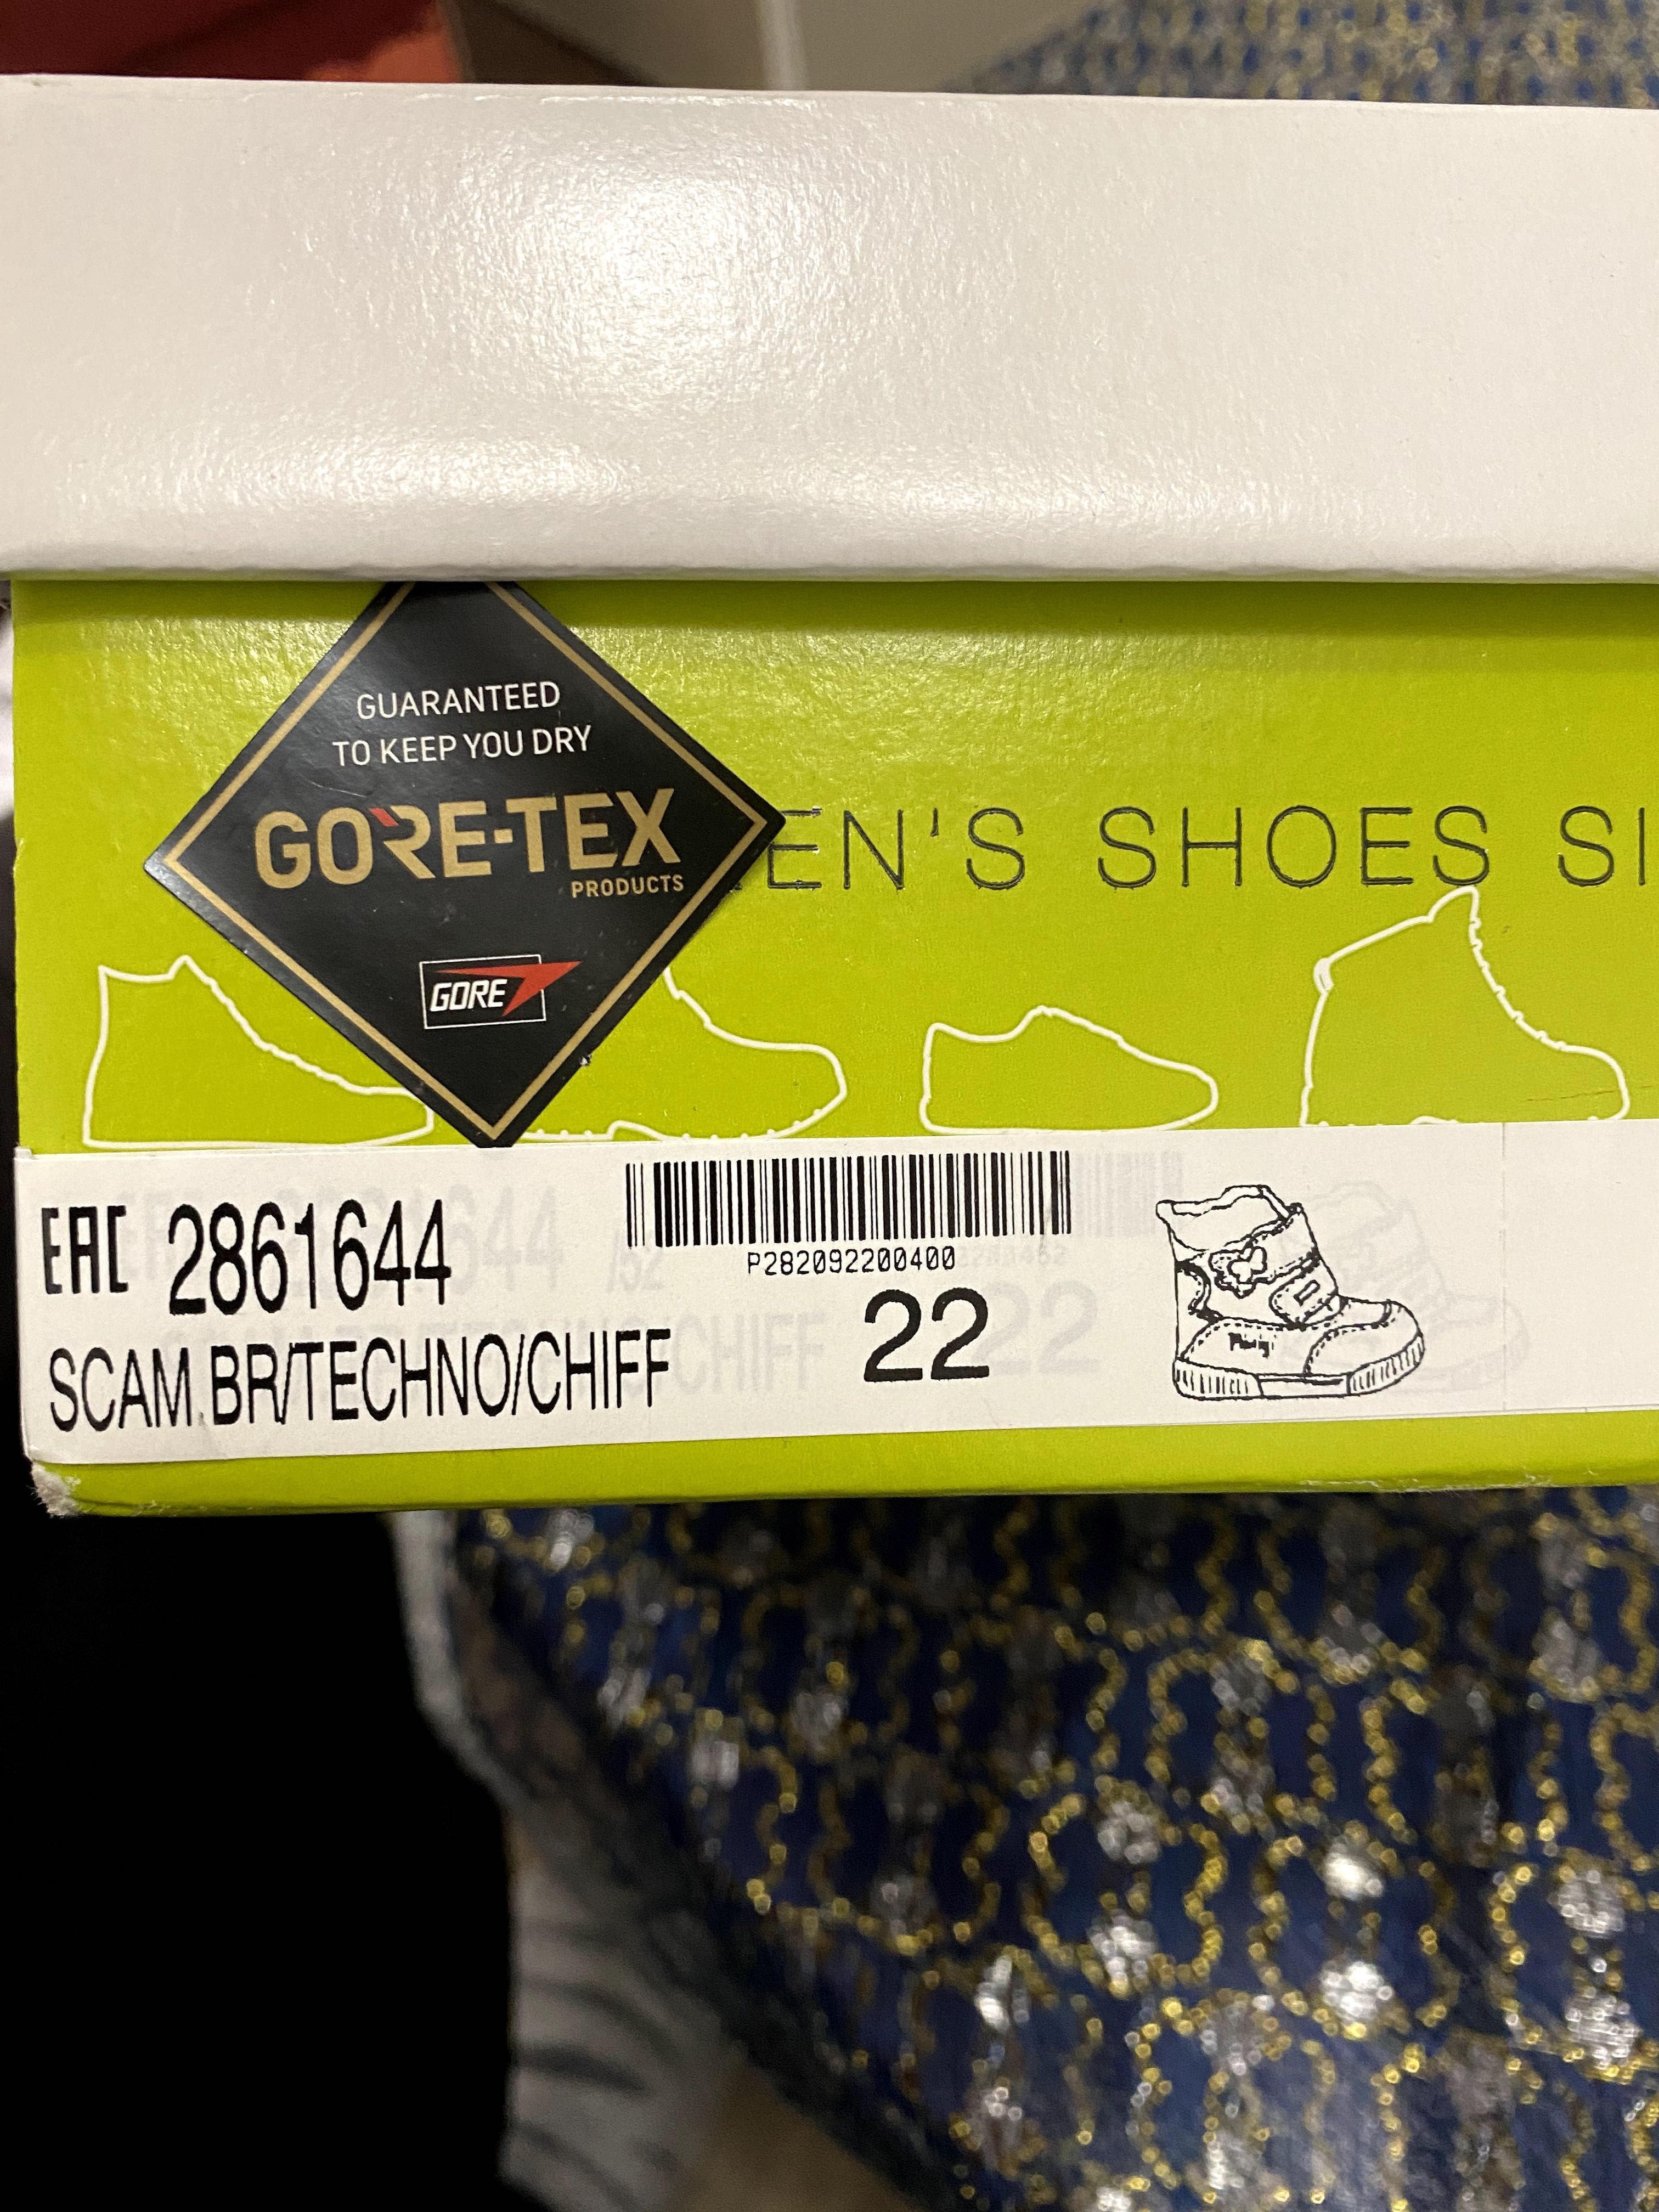 GUARANTEED
TO KEEP YOU DRY
GORE-TEX
PRODUCTS
GORE
EN'S SHOES SI
EAC 2861644
P282092200400
SCAM.BR/TECHNO/CHIFF
22